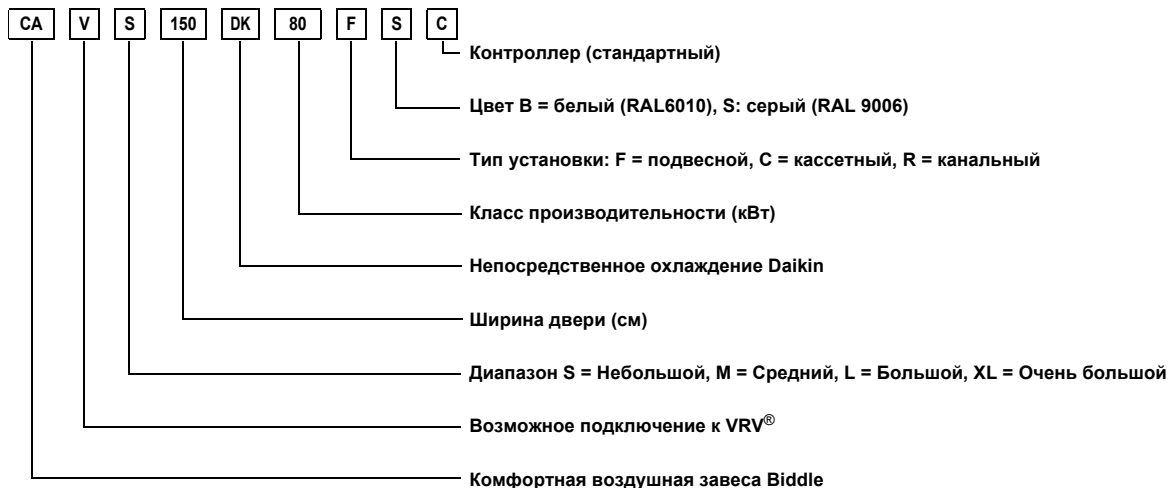 CA V S 150 DK 80 F S C
Контроллер (стандартный)
Цвет B = белый (RAL6010), S: серый (RAL 9006)
Тип установки: F = подвесной, C = кассетный, R = канальный
Класс производительности (кВт)
Непосредственное охлаждение Daikin
Ширина двери (см)
Диапазон S = Небольшой, M = Средний, L = Большой, XL = Очень большой
Возможное подключение к VRV®
Комфортная воздушная завеса Biddle